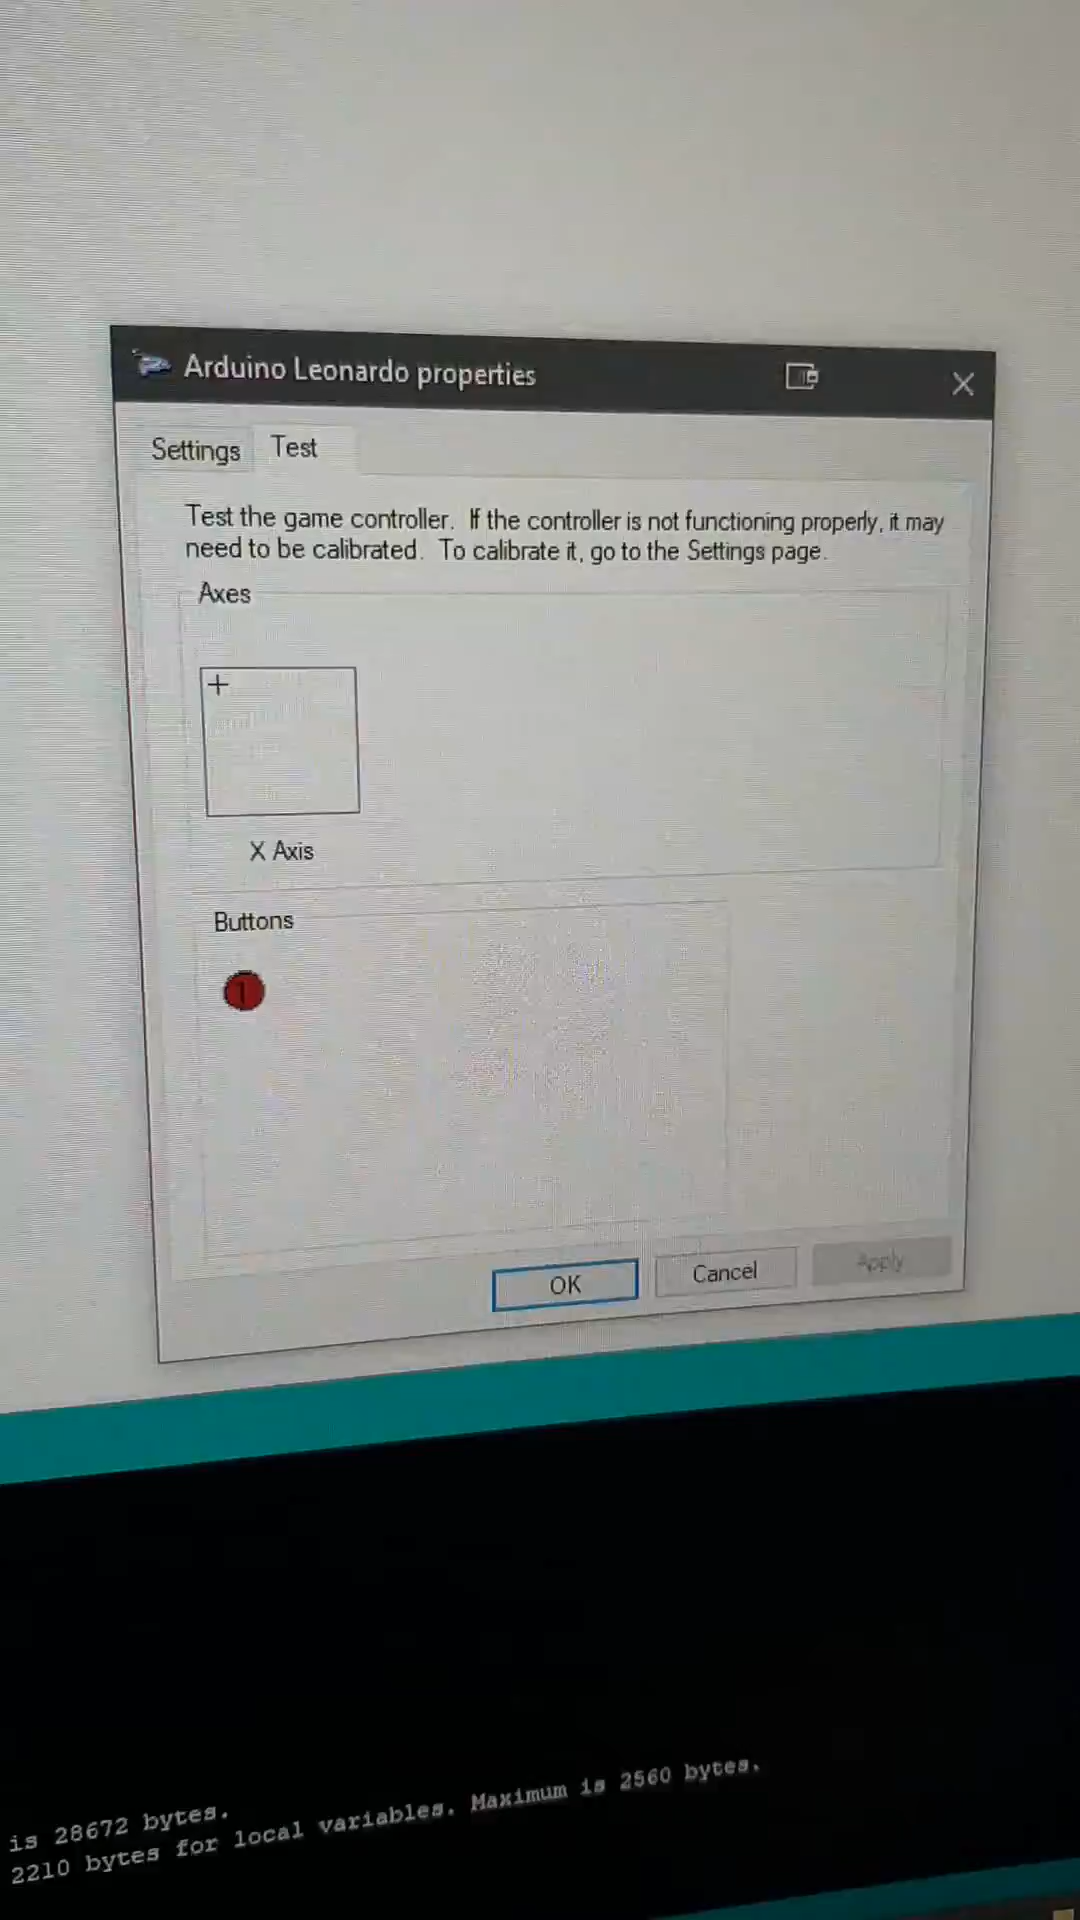 Arduino Leonardo properties
Settings
Test
Test the game controller. If the controller is not functioning properly, it may
need to be calibrated. To calibrate it, go to the Settings page.
Axes
X Axis
Buttons
1
OK
Cancel
Apply
is 28672 bytes.
2210 bytes for local variables. Maximum is 2560 bytes.